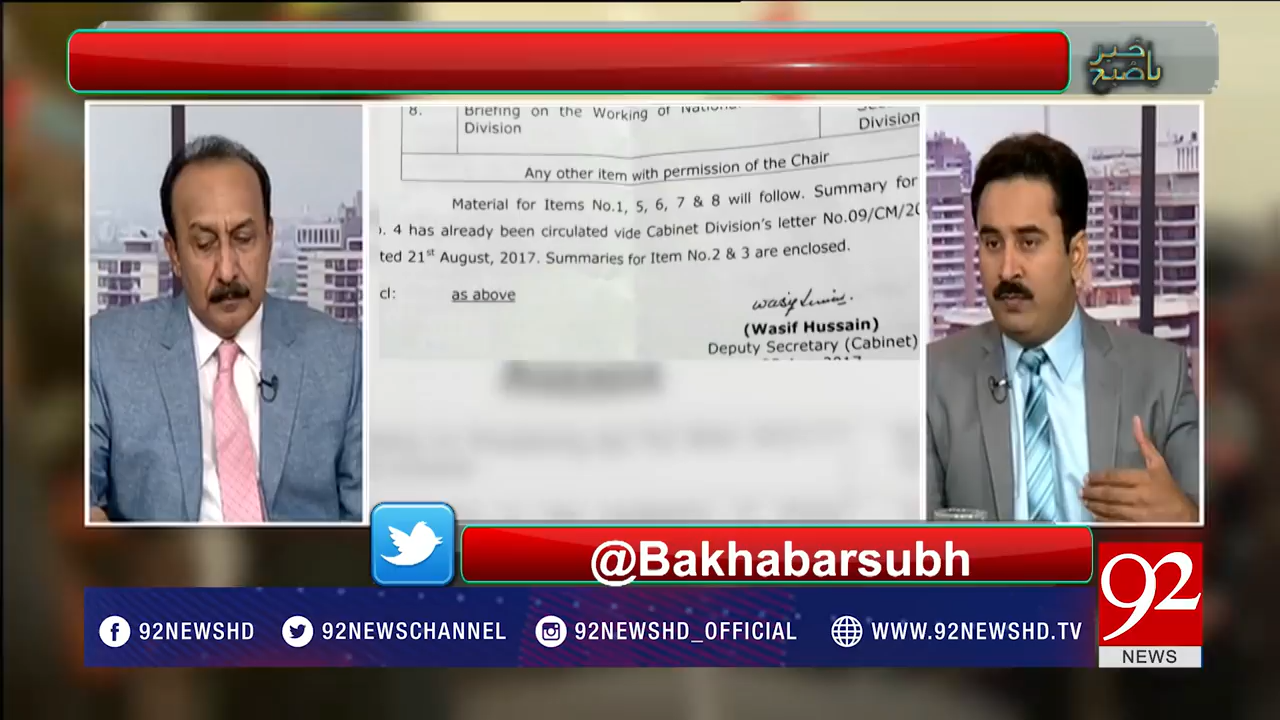 باخبر صبح
8. Briefing on the Working of
Division
Division
Any other item with permission of the Chair
Material for Items No.1, 5, 6, 7 & 8 will follow. Summary for
. 4 has already been circulated vide Cabinet Division's letter No.09/CM/20
ted 21st August, 2017. Summaries for Item No.2 & 3 are enclosed.
cl: as above
(Wasif Hussain)
Deputy Secretary (Cabinet)
@Bakhabarsubh
92NEWSHD 92NEWSCHANNEL 92NEWSHD_OFFICIAL WWW.92NEWSHD.TV
92
NEWS